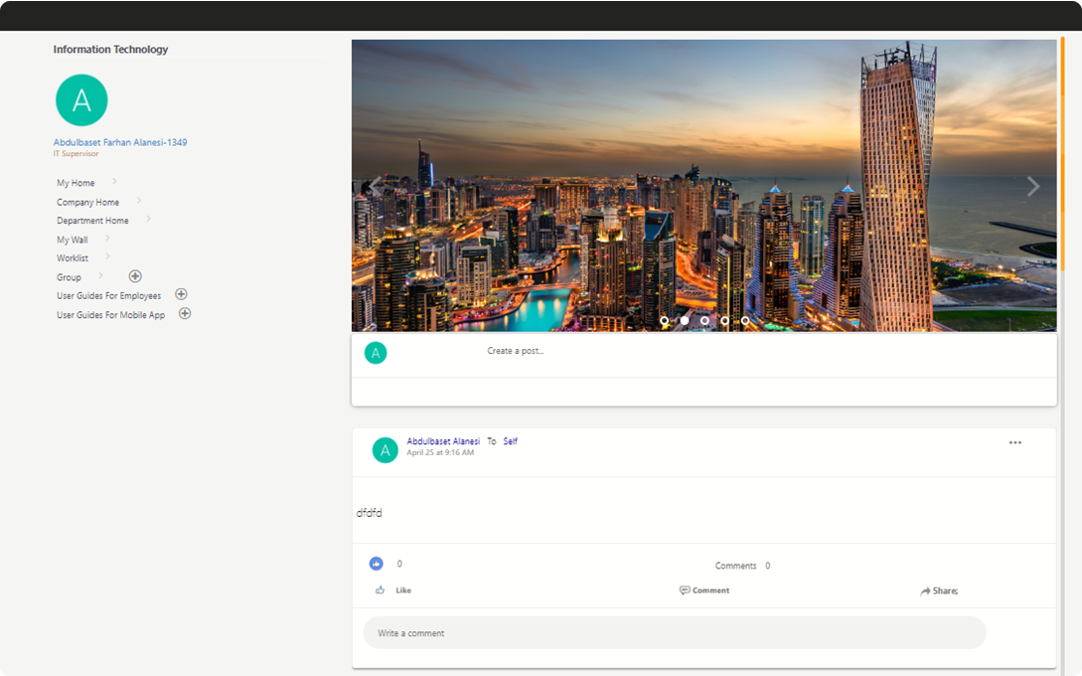 Information Technology
A
Abdulbaset Farhan Alanesi-1349
IT Supervisor
My Home
Company Home
Department Home
My Wall
Worklist
Group
User Guides For Employees
User Guides For Mobile App
A
Create a post...
A
Abdulbaset Alanesi To Self
April 25 at 9:16 AM
dfdfd
0
Comments 0
Like
Comment
Share;
Write a comment